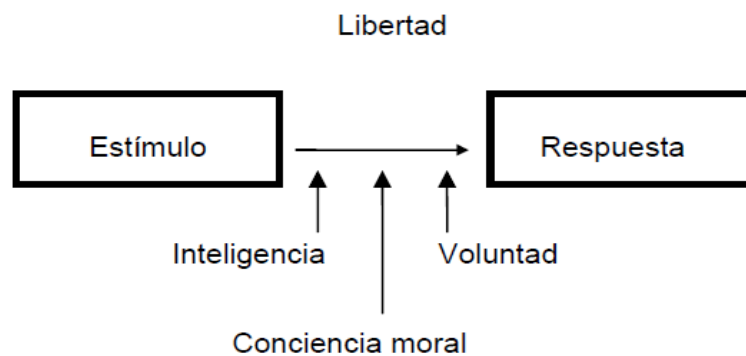 Libertad
Estímulo
Respuesta
Inteligencia
Voluntad
Conciencia moral